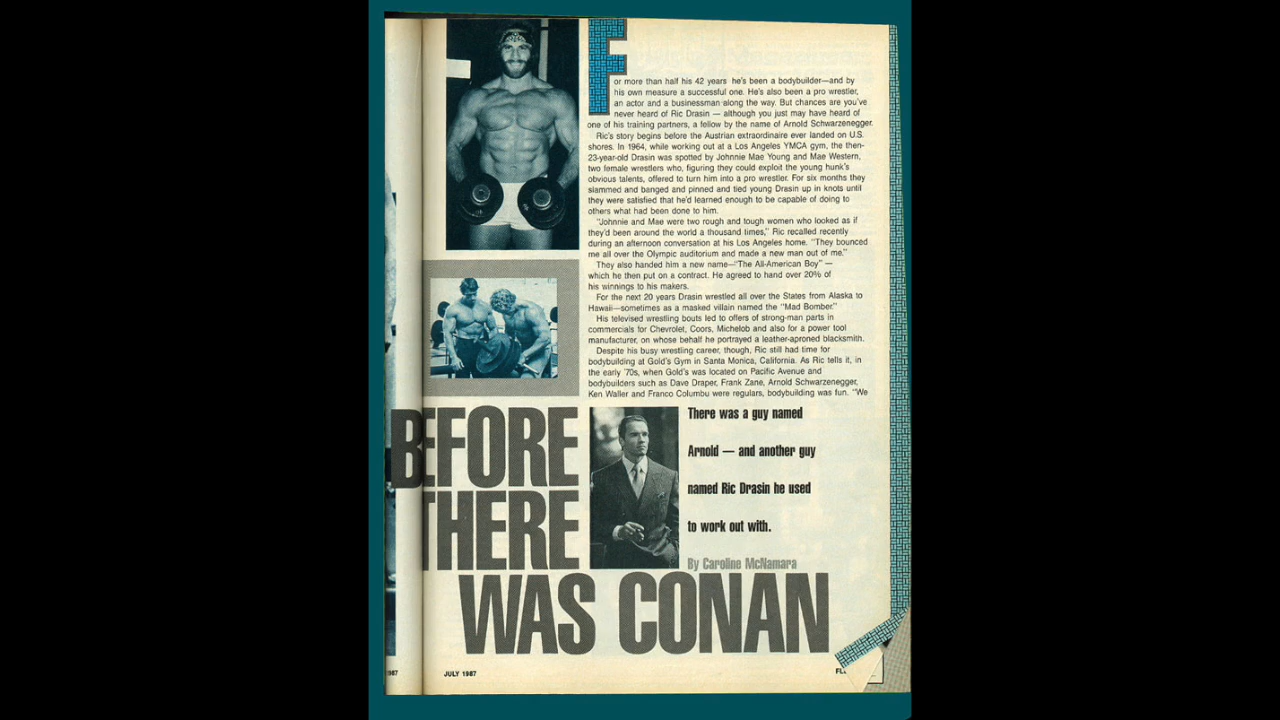 For more than half his 42 years he's been a bodybuilder—and by
his own measure a successful one. He's also been a pro wrestler,
an actor and a businessman along the way. But chances are you've
never heard of Ric Drasin — although you just may have heard of
one of his training partners, a fellow by the name of Arnold Schwarzenegger.
Ric's story begins before the Austrian extraordinaire ever landed on U.S.
shores. In 1964, while working out at a Los Angeles YMCA gym, the then-
23-year-old Drasin was spotted by Johnnie Mae Young and Mae Western,
two female wrestlers who, figuring they could exploit the young hunk's
obvious talents, offered to turn him into a pro wrestler. For six months they
slammed and banged and pinned and tied young Drasin up in knots until
they were satisfied that he'd learned enough to be capable of doing to
others what had been done to him.
"Johnnie and Mae were two rough and tough women who looked as if
they'd been around the world a thousand times," Ric recalled recently
during an afternoon conversation at his Los Angeles home. "They bounced
me all over the Olympic auditorium and made a new man out of me."
They also handed him a new name—"The All-American Boy" —
which he then put on a contract. He agreed to hand over 20% of
his winnings to his makers.
For the next 20 years Drasin wrestled all over the States from Alaska to
Hawaii—sometimes as a masked villain named the "Mad Bomber."
His televised wrestling bouts led to offers of strong-man parts in
commercials for Chevrolet, Coors, Michelob and also for a power tool
manufacturer, on whose behalf he portrayed a leather-aproned blacksmith.
Despite his busy wrestling career, though, Ric still had time for
bodybuilding at Gold's Gym in Santa Monica, California. As Ric tells it, in
the early '70s, when Gold's was located on Pacific Avenue and
bodybuilders such as Dave Draper, Frank Zane, Arnold Schwarzenegger,
Ken Waller and Franco Columbu were regulars, bodybuilding was fun. "We
BEFORE
THERE
WAS CONAN
There was a guy named
Arnold — and another guy
named Ric Drasin he used
to work out with.
By Caroline McNamara
987
JULY 1987